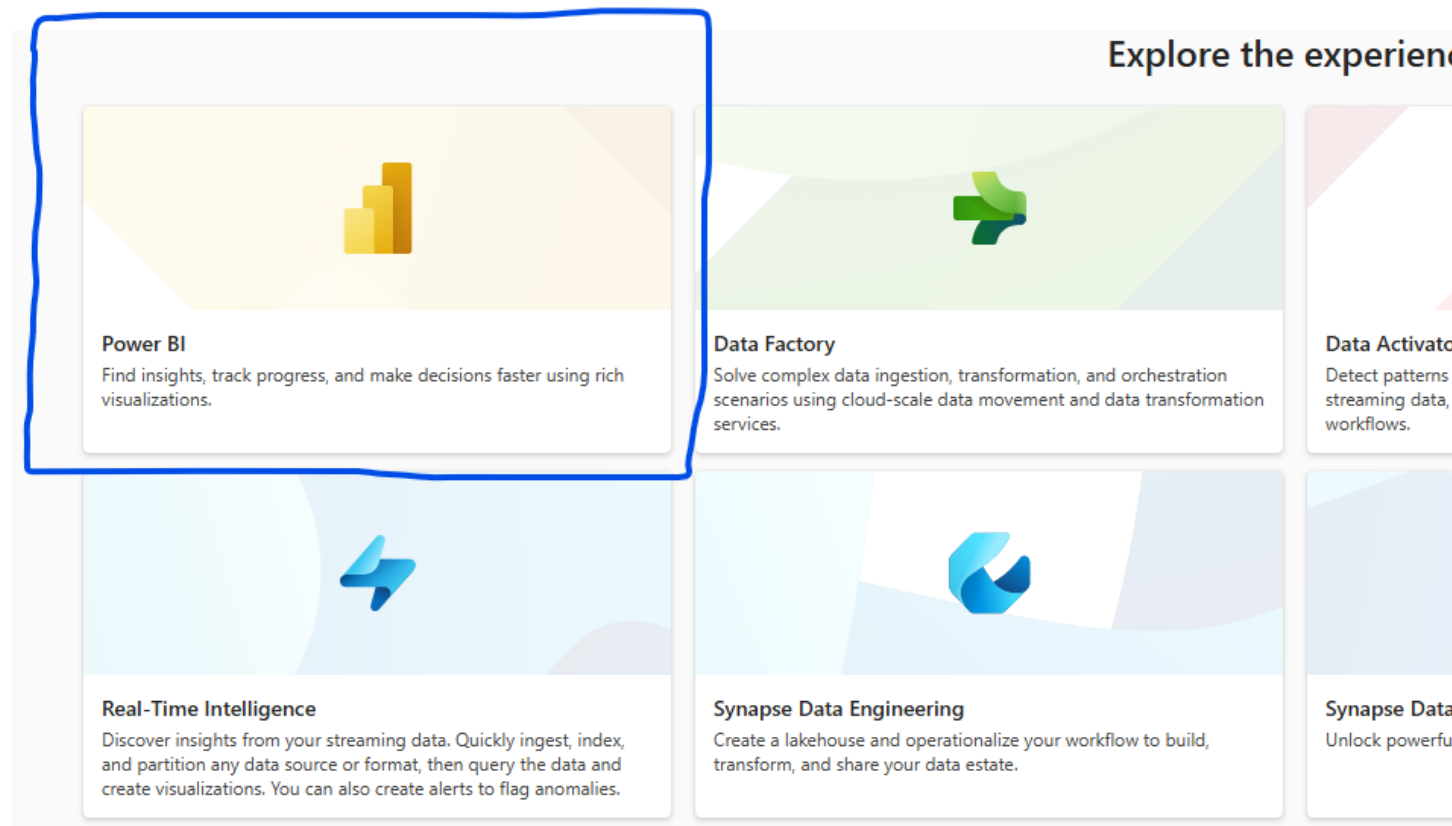 Explore the
Power BI
Find insights, track progress, and make decisions faster using rich
visualizations.
Data Factory
Solve complex data ingestion, transformation, and orchestration
scenarios using cloud-scale data movement and data transformation
services.
Data
Detect patterns
streaming data,
workflows.
Real-Time Intelligence
Discover insights from your streaming data. Quickly ingest, index,
and partition any data source or format, then query the data and
create visualizations. You can also create alerts to flag anomalies.
Synapse Data Engineering
Create a lakehouse and operationalize your workflow to build,
transform, and share your data estate.
Synapse Data
Unlock